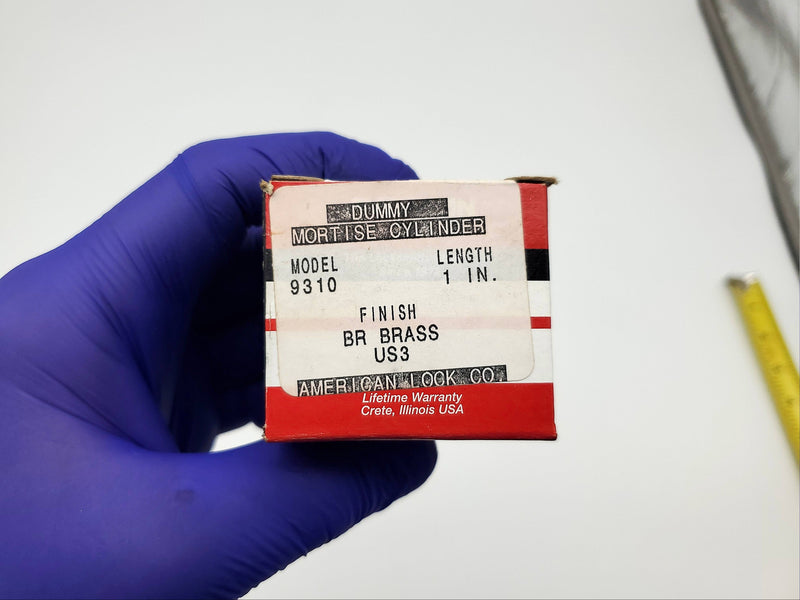 DUMMY
MORTISE CYLINDER
MODEL LENGTH
9310 1 IN.
FINISH
BR BRASS
US3
AMERICAN LOCK CO.
Lifetime Warranty
Crete, Illinois USA